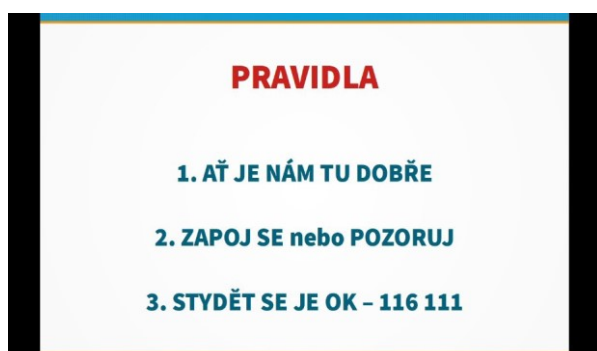 PRAVIDLA
1. AŤ JE NÁM TU DOBŘE
2. ZAPOJ SE nebo POZORUJ
3. STYDĚT SE JE OK – 116 111